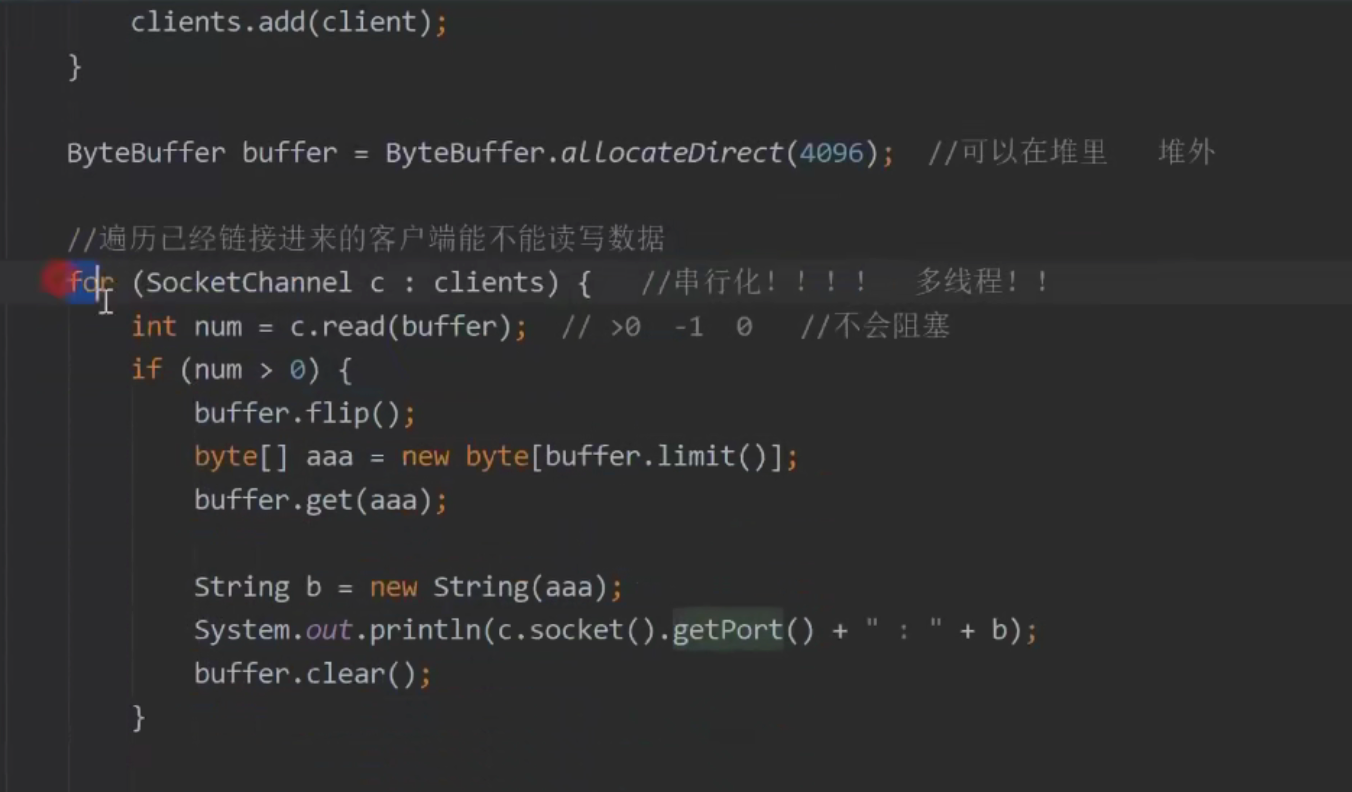 clients.add(client);
}
ByteBuffer buffer = ByteBuffer.allocateDirect(4096);  //可以在堆里   堆外
//遍历已经链接进来的客户端能不能读写数据
for (SocketChannel c : clients) {   //串行化！！！！  多线程！！
int num = c.read(buffer);  // >0  -1  0   //不会阻塞
if (num > 0) {
buffer.flip();
byte[] aaa = new byte[buffer.limit()];
buffer.get(aaa);
String b = new String(aaa);
System.out.println(c.socket().getPort() + " : " + b);
buffer.clear();
}